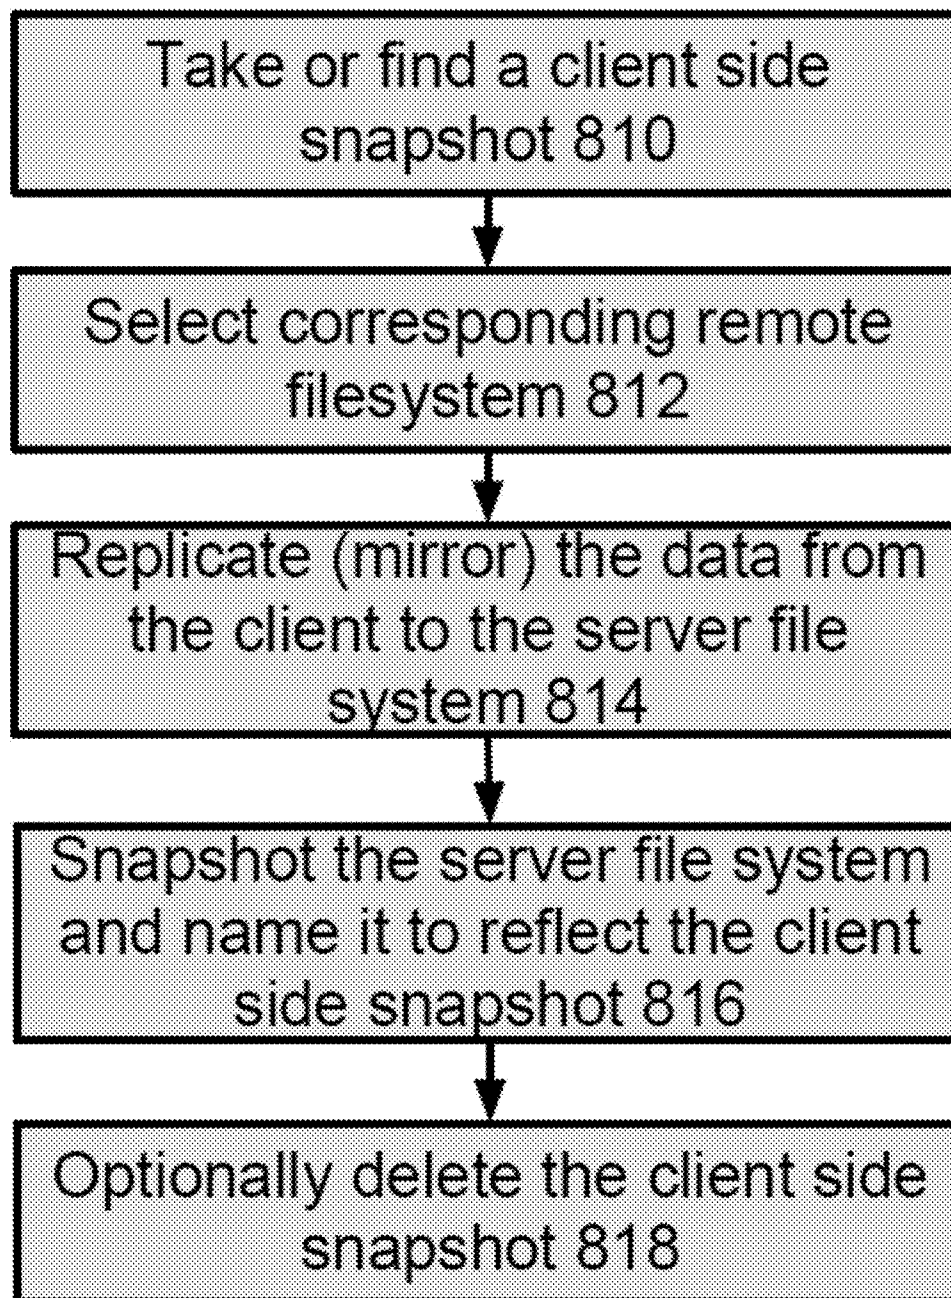 Take or find a client side
snapshot 810
Select corresponding remote
filesystem 812
Replicate (mirror) the data from
the client to the server file
system 814
Snapshot the server file system
and name it to reflect the client
side snapshot 816
Optionally delete the client side
snapshot 818